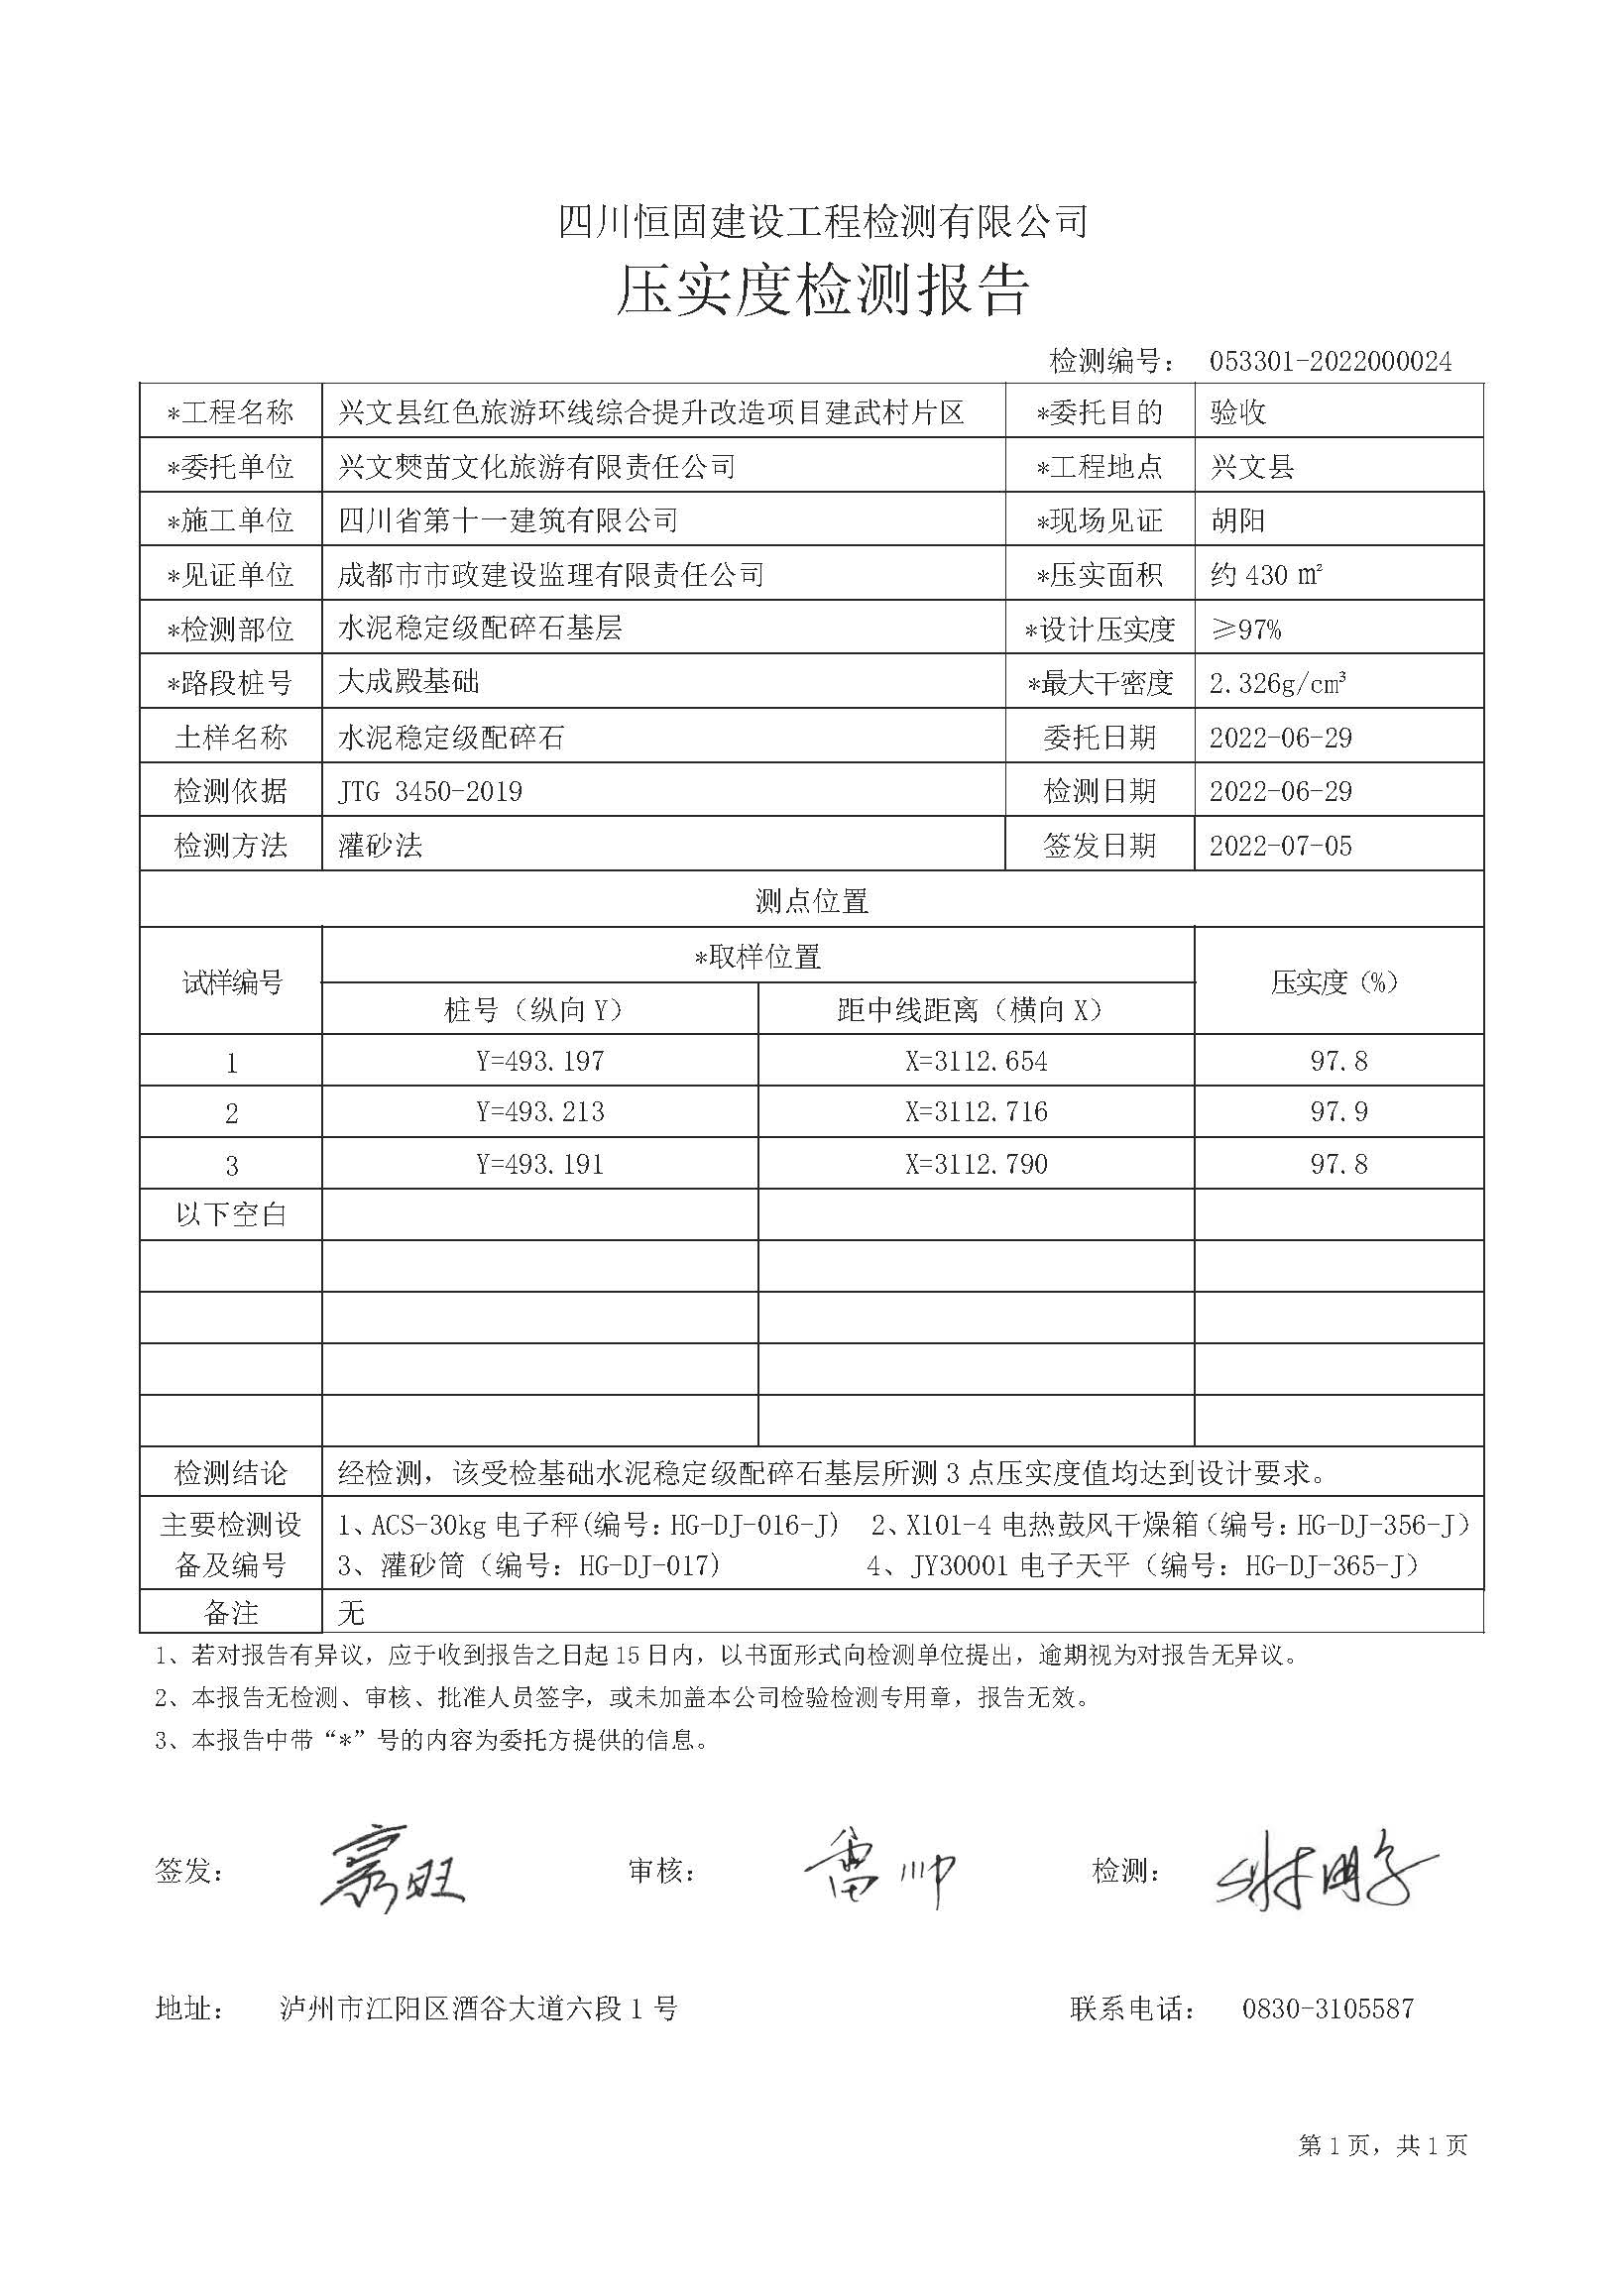 四川恒固建设工程检测有限公司
压实度检测报告
检测编号： 053301-2022000024
*工程名称 兴文县红色旅游环线综合提升改造项目建武村片区 *委托目的 验收
*委托单位 兴文僰苗文化旅游有限责任公司 *工程地点 兴文县
*施工单位 四川省第十一建筑有限公司 *现场见证 胡阳
*见证单位 成都市市政建设监理有限责任公司 *压实面积 约 430 ㎡
*检测部位 水泥稳定级配碎石基层 *设计压实度 ≥97%
*路段桩号 大成殿基础 *最大干密度 2.326g/cm³
土样名称 水泥稳定级配碎石 委托日期 2022-06-29
检测依据 JTG 3450-2019 检测日期 2022-06-29
检测方法 灌砂法 签发日期 2022-07-05
测点位置
试样编号 *取样位置 压实度（%）
桩号（纵向 Y） 距中线距离（横向 X）
1 Y=493.197 X=3112.654 97.8
2 Y=493.213 X=3112.716 97.9
3 Y=493.191 X=3112.790 97.8
以下空白
检测结论 经检测，该受检基础水泥稳定级配碎石基层所测 3 点压实度值均达到设计要求。
主要检测设 1、ACS-30kg 电子秤(编号：HG-DJ-016-J) 2、X101-4 电热鼓风干燥箱（编号：HG-DJ-356-J）
备及编号 3、灌砂筒（编号：HG-DJ-017) 4、JY30001 电子天平（编号：HG-DJ-365-J）
备注 无
1、若对报告有异议，应于收到报告之日起 15 日内，以书面形式向检测单位提出，逾期视为对报告无异议。
2、本报告无检测、审核、批准人员签字，或未加盖本公司检验检测专用章，报告无效。
3、本报告中带“*”号的内容为委托方提供的信息。
签发： 审核： 雷帅 检测：
地址： 泸州市江阳区酒谷大道六段 1 号 联系电话： 0830-3105587
第 1 页，共 1 页